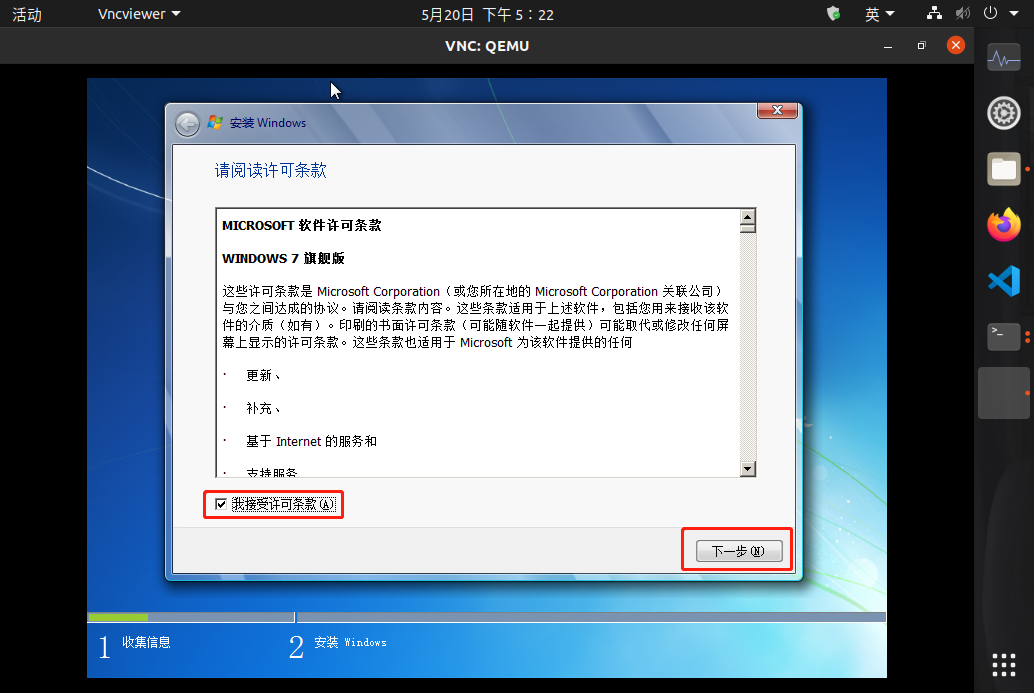 活动
Vncviewer
5月20日 下午 5：22
英
VNC: QEMU
安装 Windows
请阅读许可条款
MICROSOFT 软件许可条款
WINDOWS 7 旗舰版
这些许可条款是 Microsoft Corporation（或您所在地的 Microsoft Corporation 关联公司）
与您之间达成的协议。请阅读条款内容。这些条款适用于上述软件，包括您用来接收该软
件的介质（如有）。印刷的书面许可条款（可能随软件一起提供）可能取代或修改任何屏
幕上显示的许可条款。这些条款也适用于 Microsoft 为该软件提供的任何
· 更新、
· 补充、
· 基于 Internet 的服务和
· 支持服务
我接受许可条款(A)
下一步(N)
1 收集信息
2 安装 Windows